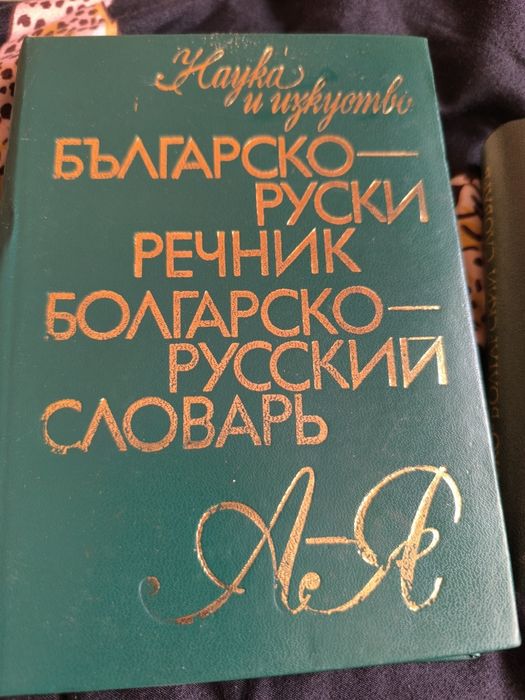 Наука
и изкуство
БЪЛГАРСКО—
РУСКИ
РЕЧНИК
БОЛГАРСКО—
РУССКИЙ
СЛОВАРЬ
А-Я